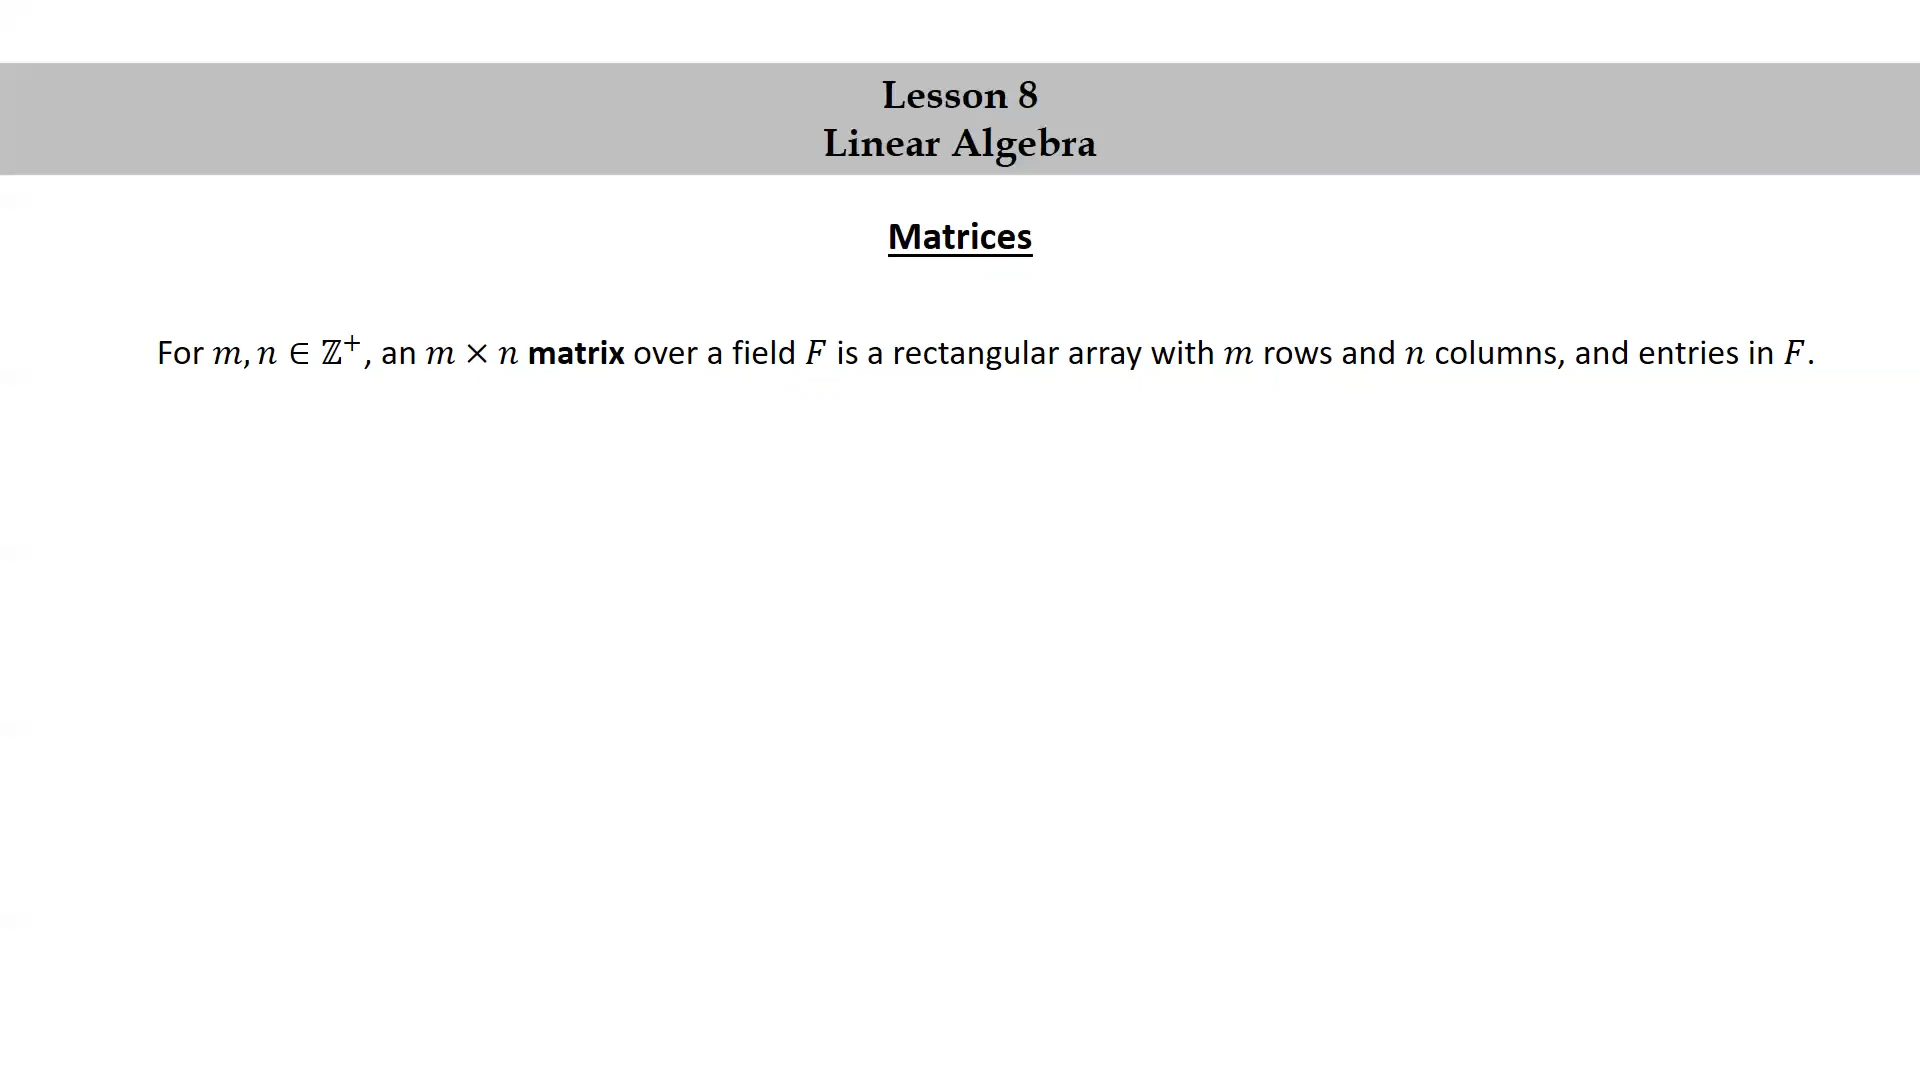 Lesson 8
Linear Algebra
Matrices
For 𝑚, 𝑛 ∈ ℤ⁺, an 𝑚 × 𝑛 matrix over a field 𝐹 is a rectangular array with 𝑚 rows and 𝑛 columns, and entries in 𝐹.